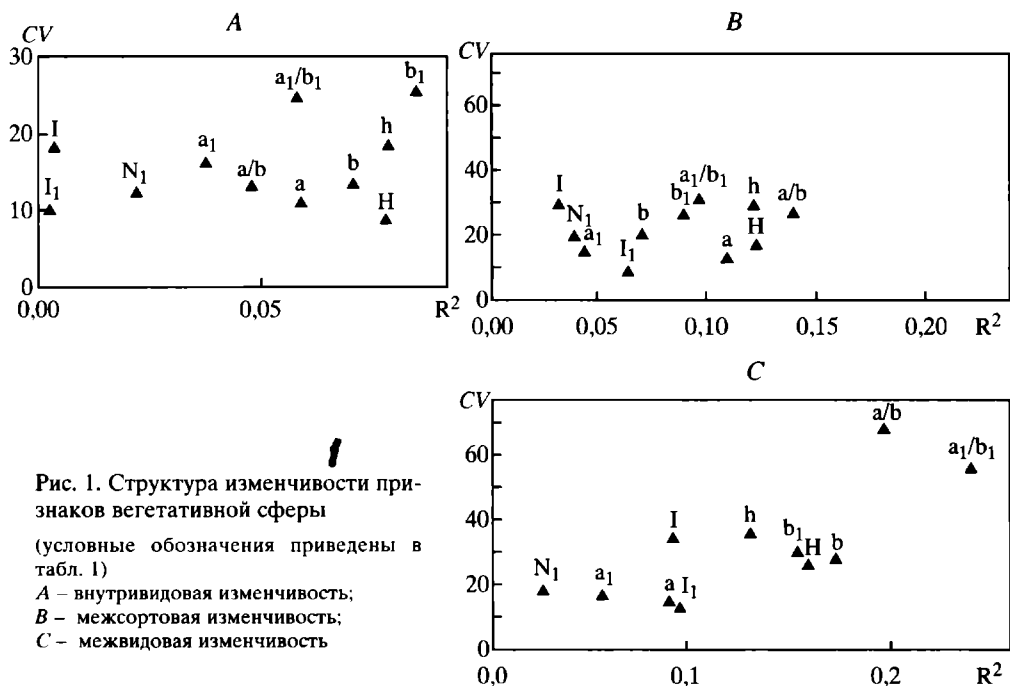 A
CV
30
20
10
0
0,00
0,05
R²
I
I₁
N₁
a₁
a/b
a₁/b₁
a
b
h
H
b₁
B
CV
60
40
20
0
0,00
0,05
0,10
0,15
0,20
R²
I
N₁
a₁
I₁
b
b₁
a₁/b₁
a
h
H
a/b
C
CV
60
40
20
0
0,0
0,1
0,2
R²
N₁
a₁
I
a
I₁
h
b₁
H
b
a/b
a₁/b₁
Рис. 1. Структура изменчивости при-
знаков вегетативной сферы
(условные обозначения приведены в
табл. 1)
A – внутривидовая изменчивость;
B – межсортовая изменчивость;
C – межвидовая изменчивость